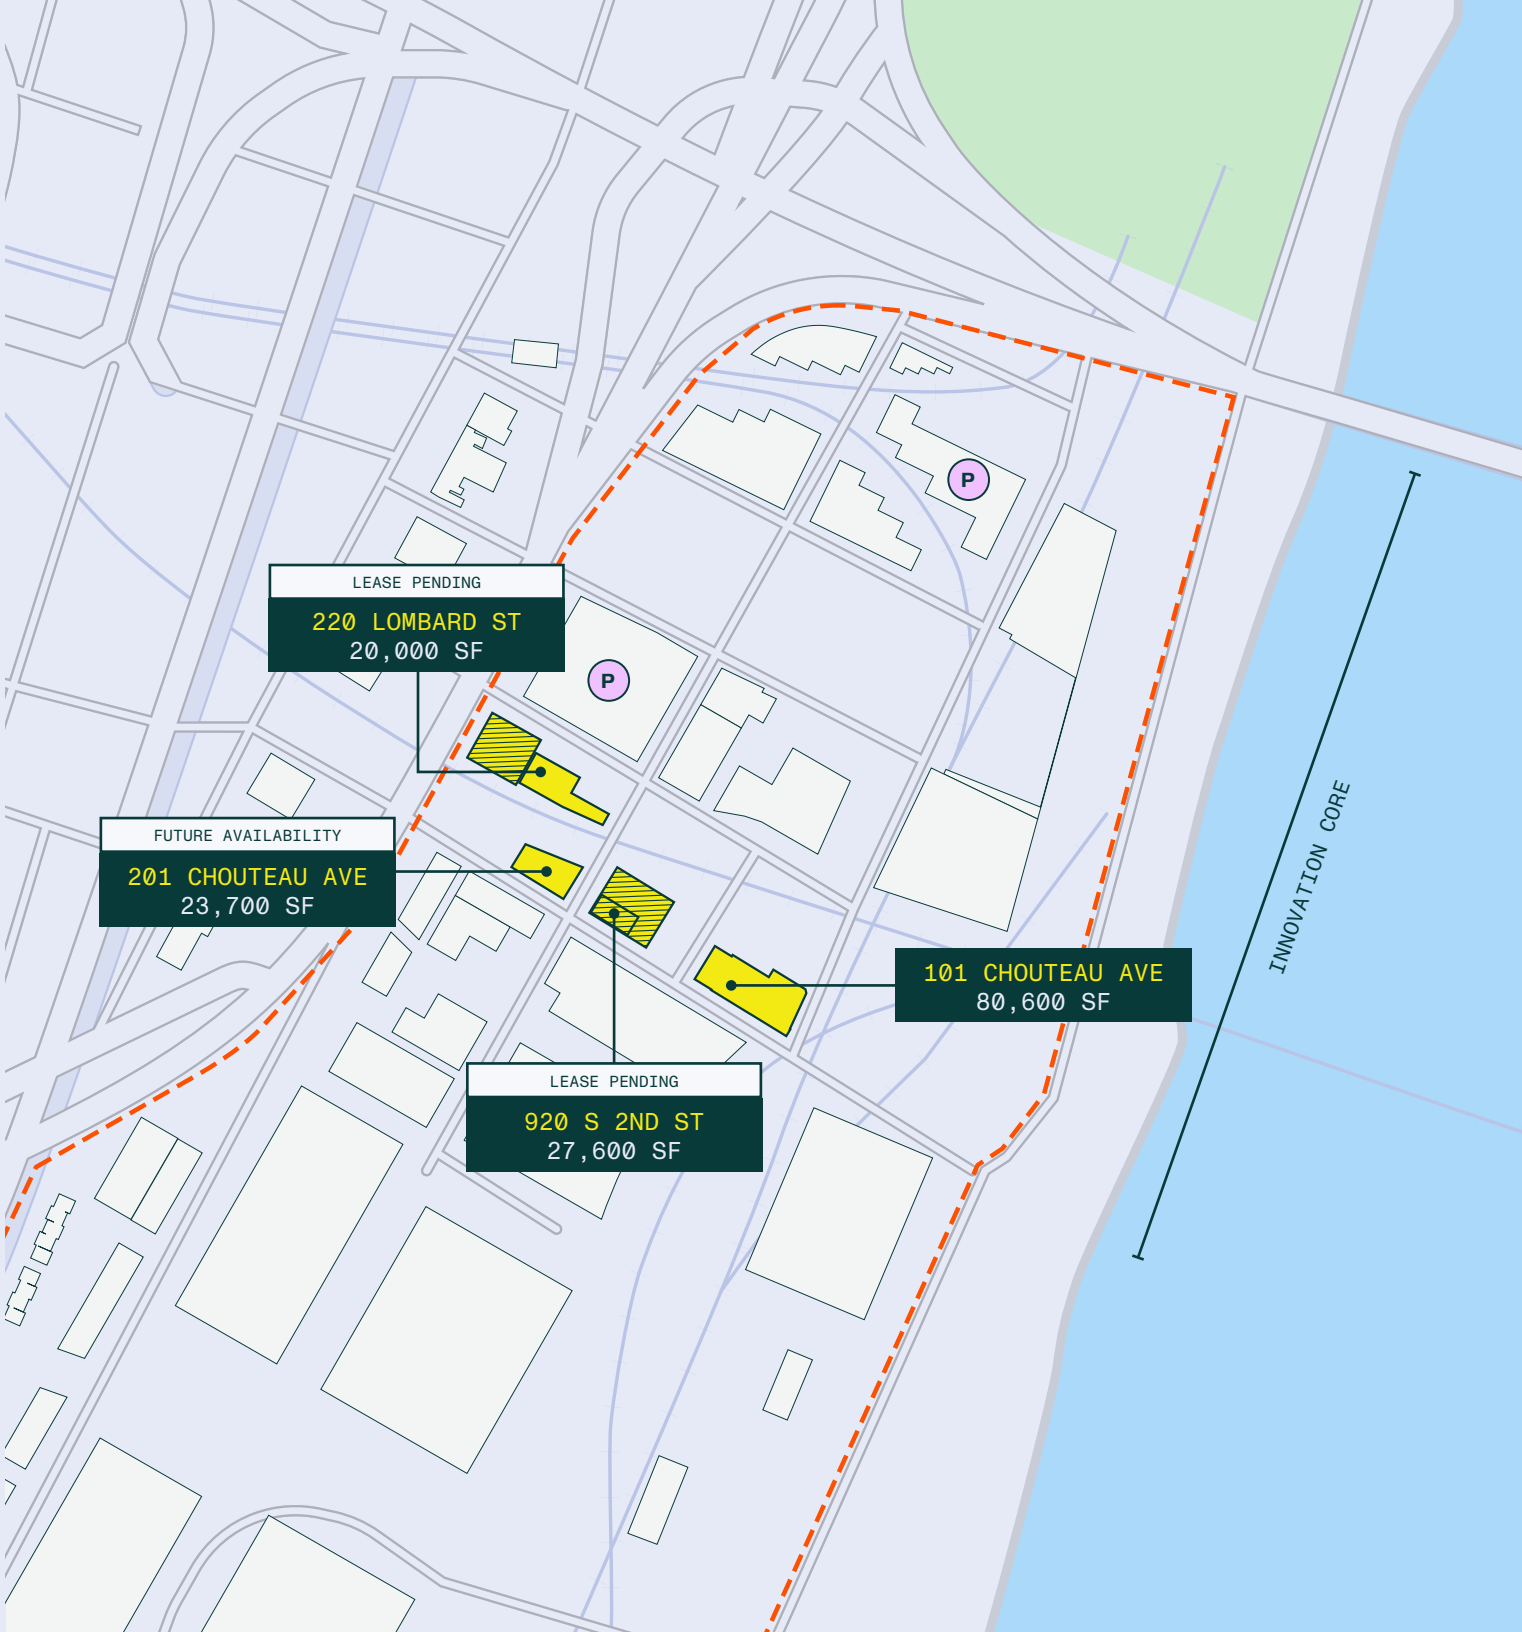 P
LEASE PENDING
220 LOMBARD ST
20,000 SF
P
FUTURE AVAILABILITY
201 CHOUTEAU AVE
23,700 SF
INNOVATION CORE
101 CHOUTEAU AVE
80,600 SF
LEASE PENDING
920 S 2ND ST
27,600 SF